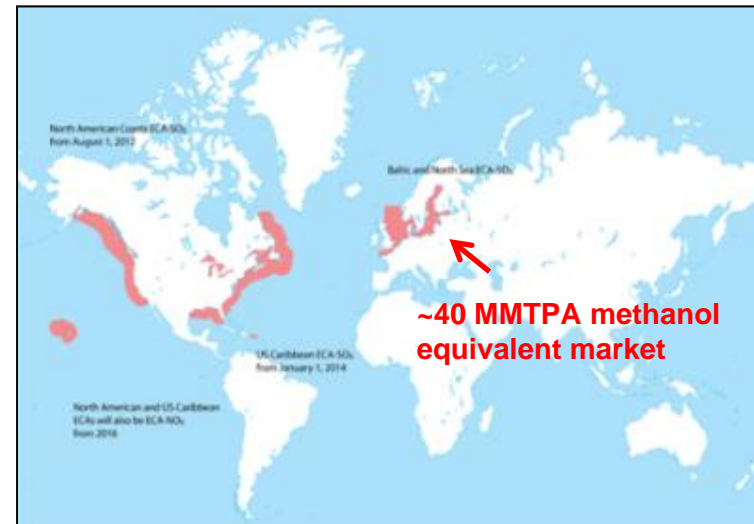 North American Coasts ECA-SOx
from August 1, 2012
Baltic and North Sea ECA-SOx
~40 MMTPA methanol
equivalent market
US Caribbean ECA-SOx
from January 1, 2014
North American and US Caribbean
ECAs will also be ECA-NOx
from 2016